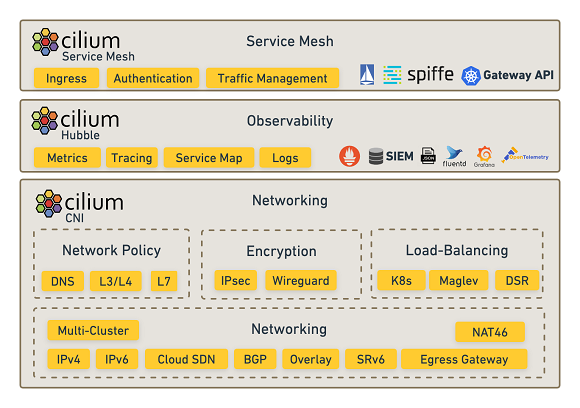 cilium
Service Mesh
Service Mesh
Ingress Authentication Traffic Management
spiffe Gateway API
cilium
Hubble
Observability
Metrics Tracing Service Map Logs
SIEM JSON fluentd Grafana OpenTelemetry
cilium
CNI
Networking
Network Policy
DNS L3/L4 L7
Encryption
IPsec Wireguard
Load-Balancing
K8s Maglev DSR
Multi-Cluster Networking NAT46
IPv4 IPv6 Cloud SDN BGP Overlay SRv6 Egress Gateway